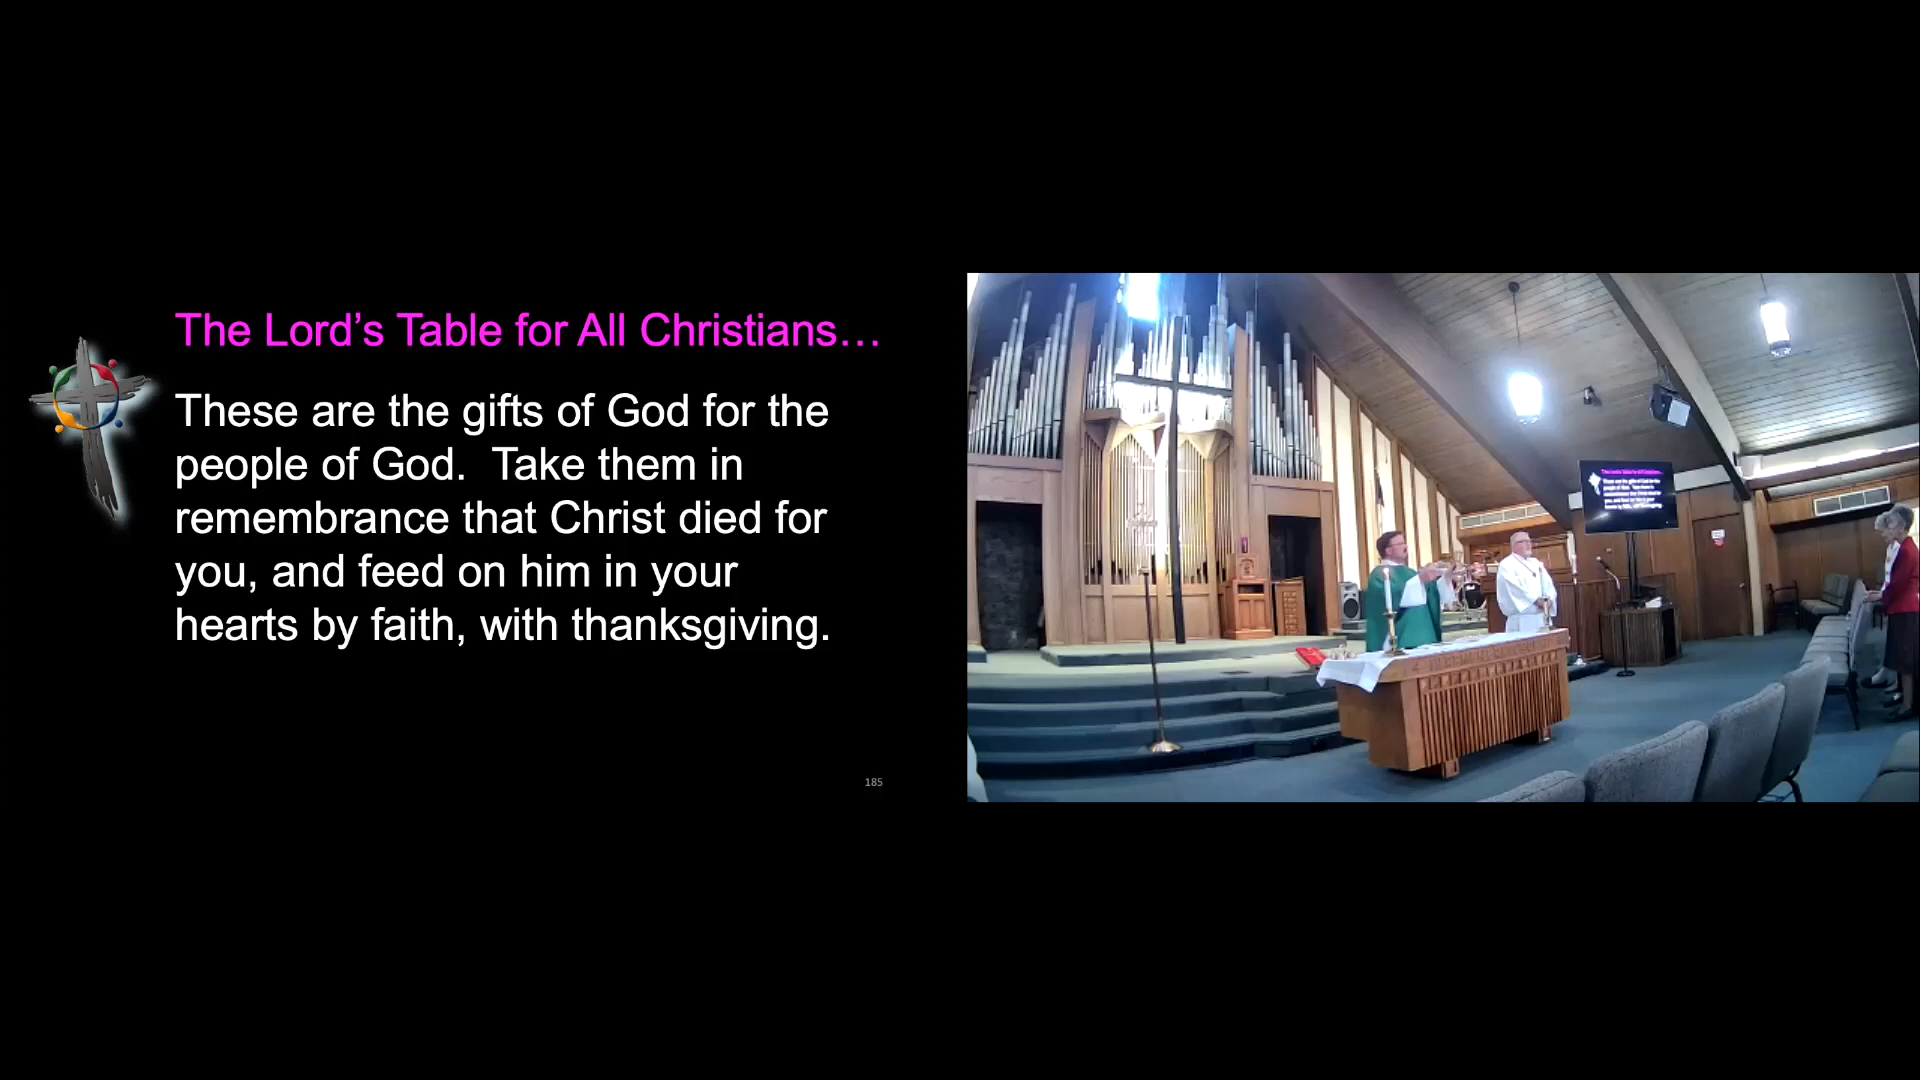 The Lord’s Table for All Christians…
These are the gifts of God for the
people of God.  Take them in
remembrance that Christ died for
you, and feed on him in your
hearts by faith, with thanksgiving.
185